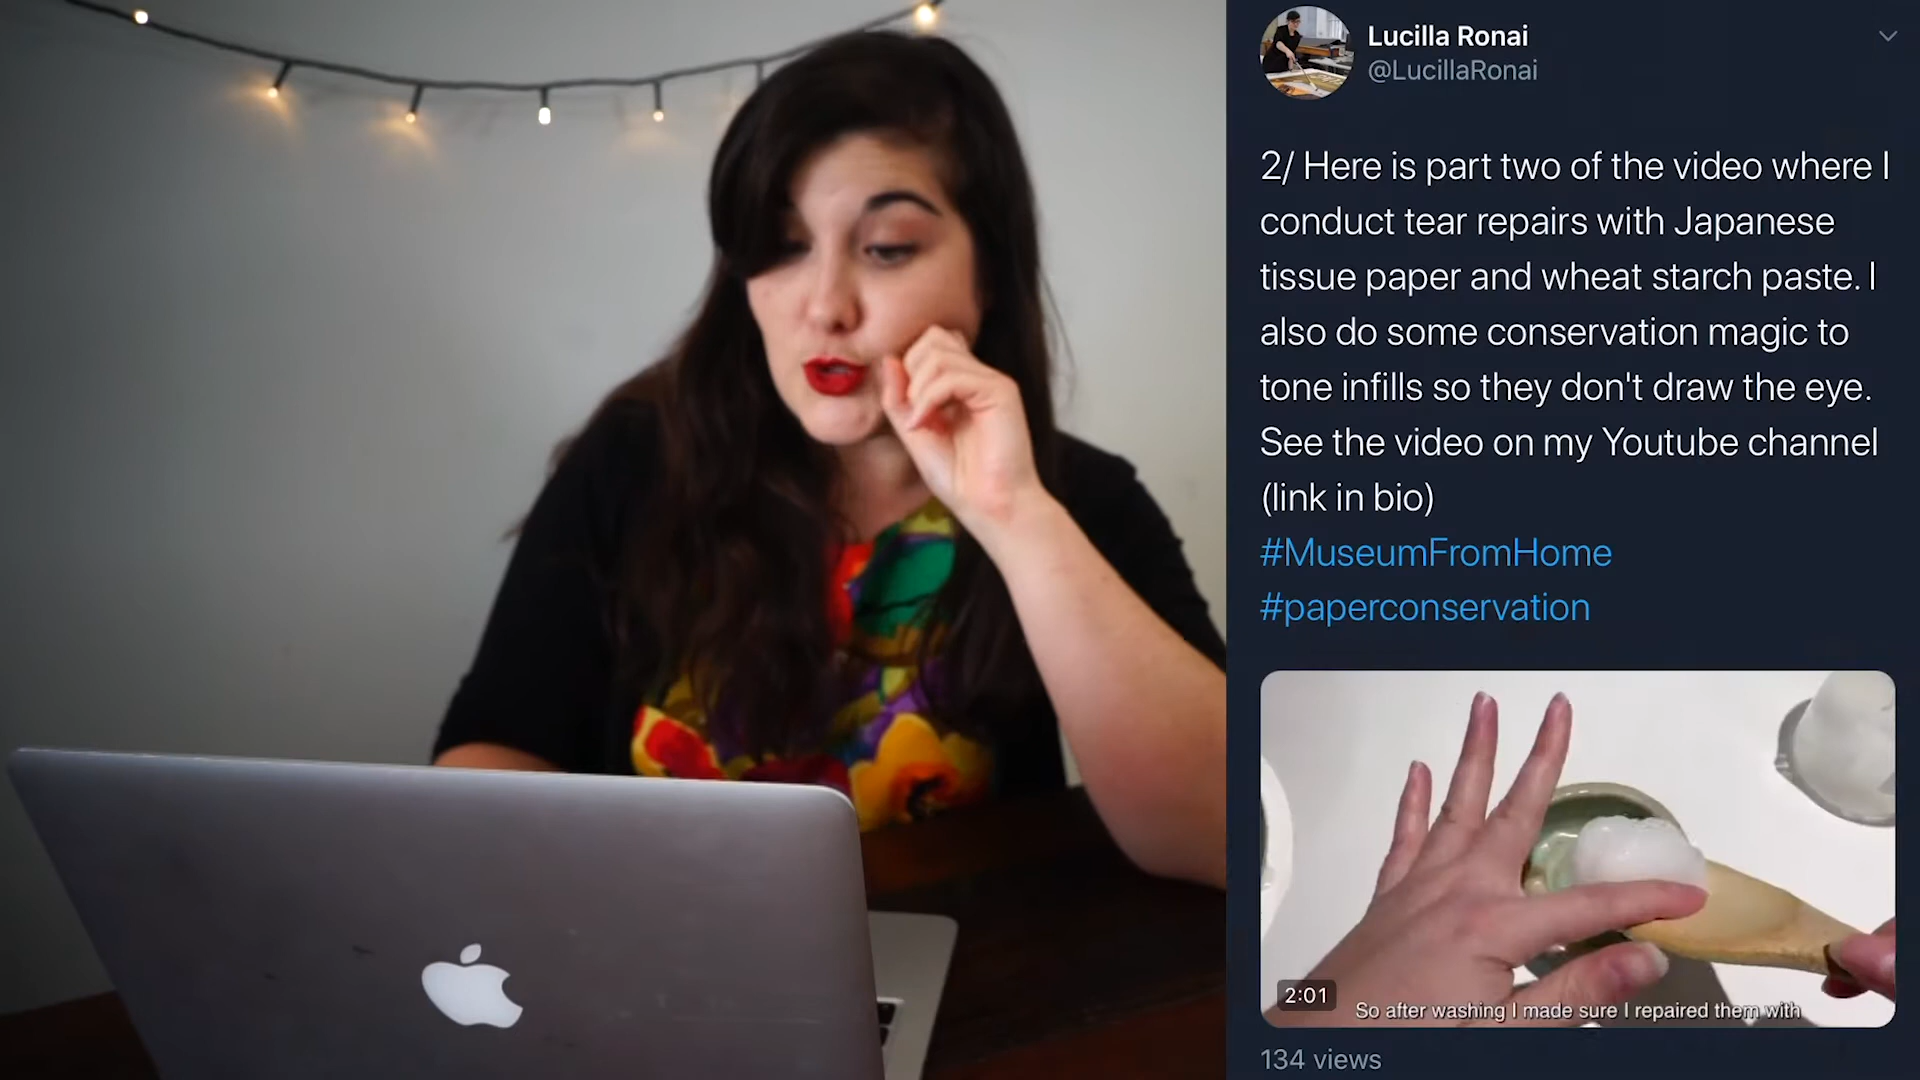 Lucilla Ronai
@LucillaRonai
2/ Here is part two of the video where I
conduct tear repairs with Japanese
tissue paper and wheat starch paste. I
also do some conservation magic to
tone infills so they don't draw the eye.
See the video on my Youtube channel
(link in bio)
#MuseumFromHome
#paperconservation
2:01
So after washing I made sure I repaired them with
134 views